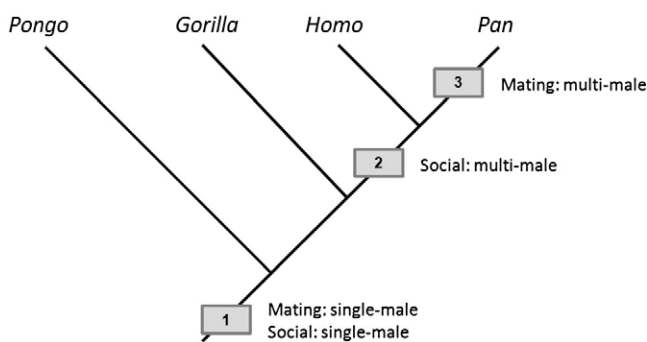 Pongo Gorilla Homo Pan
3 Mating: multi-male
2 Social: multi-male
1 Mating: single-male
Social: single-male